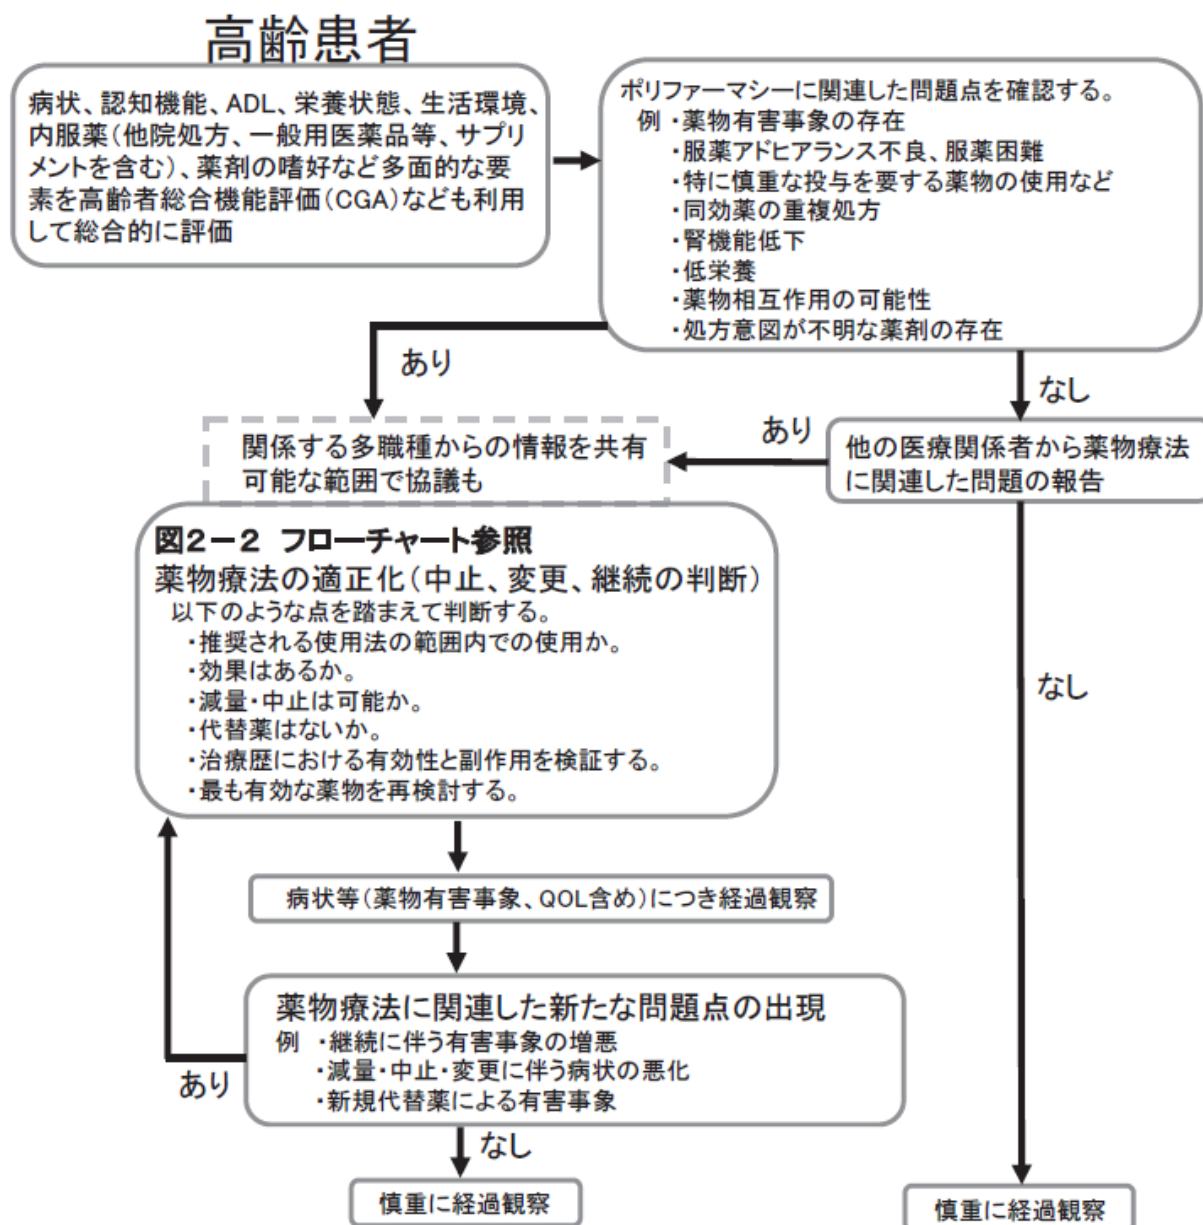 高齢患者
病状、認知機能、ADL、栄養状態、生活環境、
内服薬(他院処方、一般用医薬品等、サプリ
メントを含む)、薬剤の嗜好など多面的な要
素を高齢者総合機能評価(CGA)なども利用
して総合的に評価
ポリファーマシーに関連した問題点を確認する。
例 ・薬物有害事象の存在
・服薬アドヒアランス不良、服薬困難
・特に慎重な投与を要する薬物の使用など
・同効薬の重複処方
・腎機能低下
・低栄養
・薬物相互作用の可能性
・処方意図が不明な薬剤の存在
あり
なし
関係する多職種からの情報を共有
可能な範囲で協議も
あり
他の医療関係者から薬物療法
に関連した問題の報告
図2-2 フローチャート参照
薬物療法の適正化(中止、変更、継続の判断)
以下のような点を踏まえて判断する。
・推奨される使用法の範囲内での使用か。
・効果はあるか。
・減量・中止は可能か。
・代替薬はないか。
・治療歴における有効性と副作用を検証する。
・最も有効な薬物を再検討する。
なし
病状等(薬物有害事象、QOL含め)につき経過観察
薬物療法に関連した新たな問題点の出現
例 ・継続に伴う有害事象の増悪
・減量・中止・変更に伴う病状の悪化
・新規代替薬による有害事象
あり
なし
慎重に経過観察
慎重に経過観察